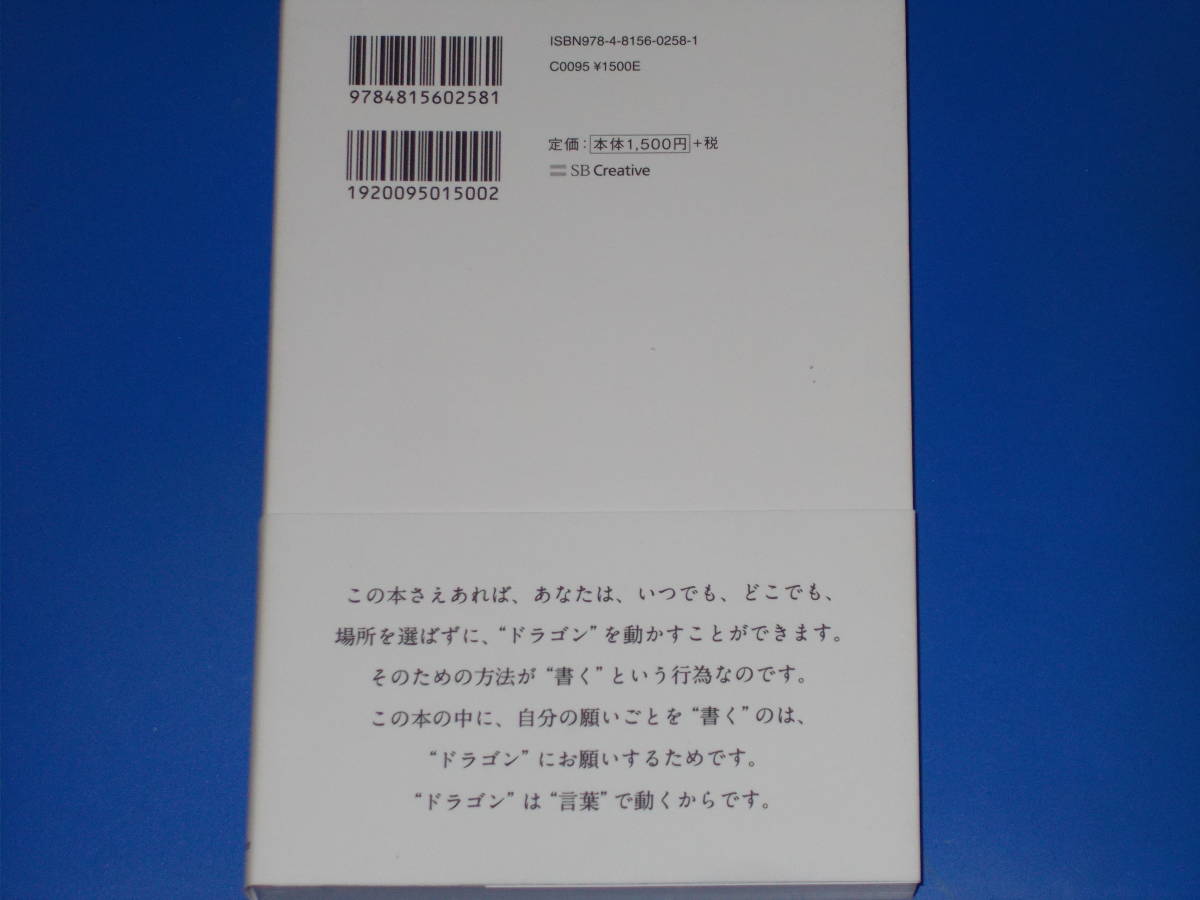 ISBN978-4-8156-0258-1
C0095 ¥1500E
9784815602581
1920095015002
定価：本体1,500円+税
SB Creative
この本さえあれば、あなたは、いつでも、どこでも、
場所を選ばずに、“ドラゴン”を動かすことができます。
そのための方法が“書く”という行為なのです。
この本の中に、自分の願いごとを“書く”のは、
“ドラゴン”にお願いするためです。
“ドラゴン”は“言葉”で動くからです。